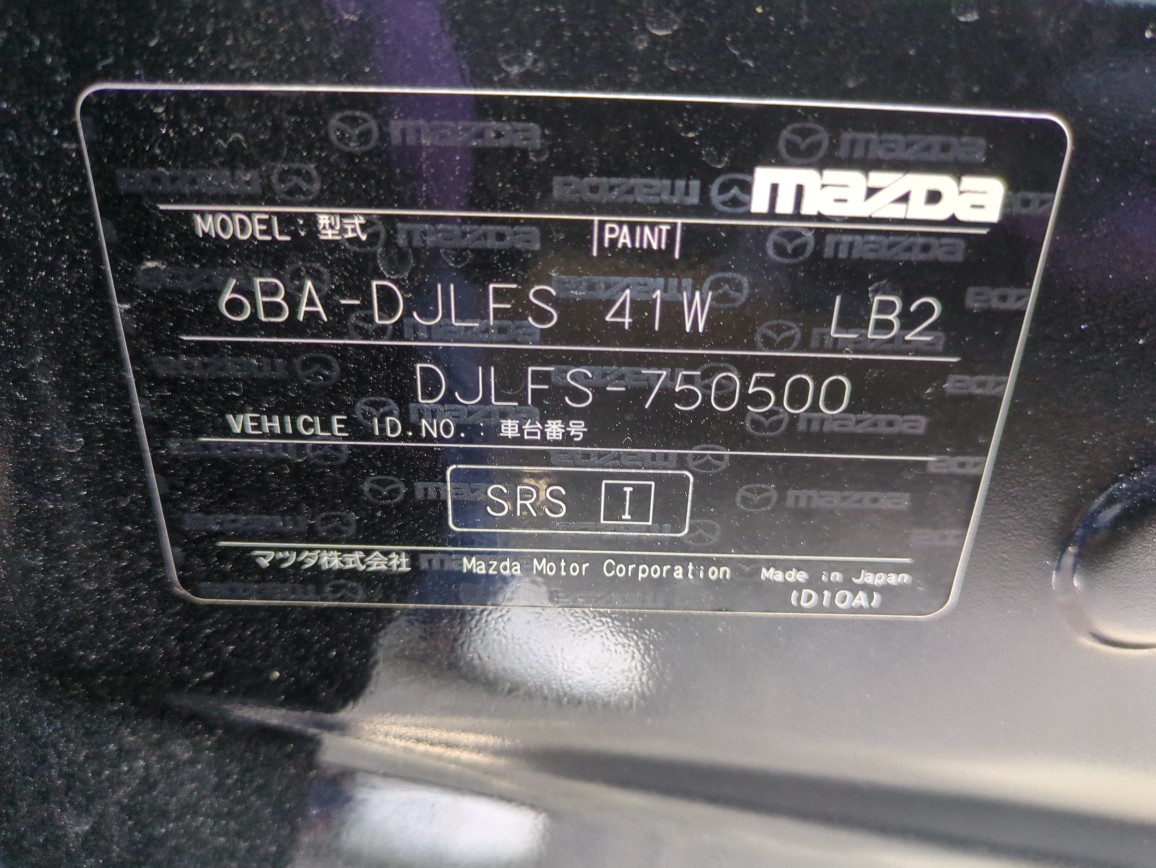 mazda
MODEL : 型式 PAINT
6BA-DJLFS 41W LB2
DJLFS-750500
VEHICLE ID.NO. : 車台番号
SRS I
マツダ株式会社 Mazda Motor Corporation Made in Japan
(D10A)